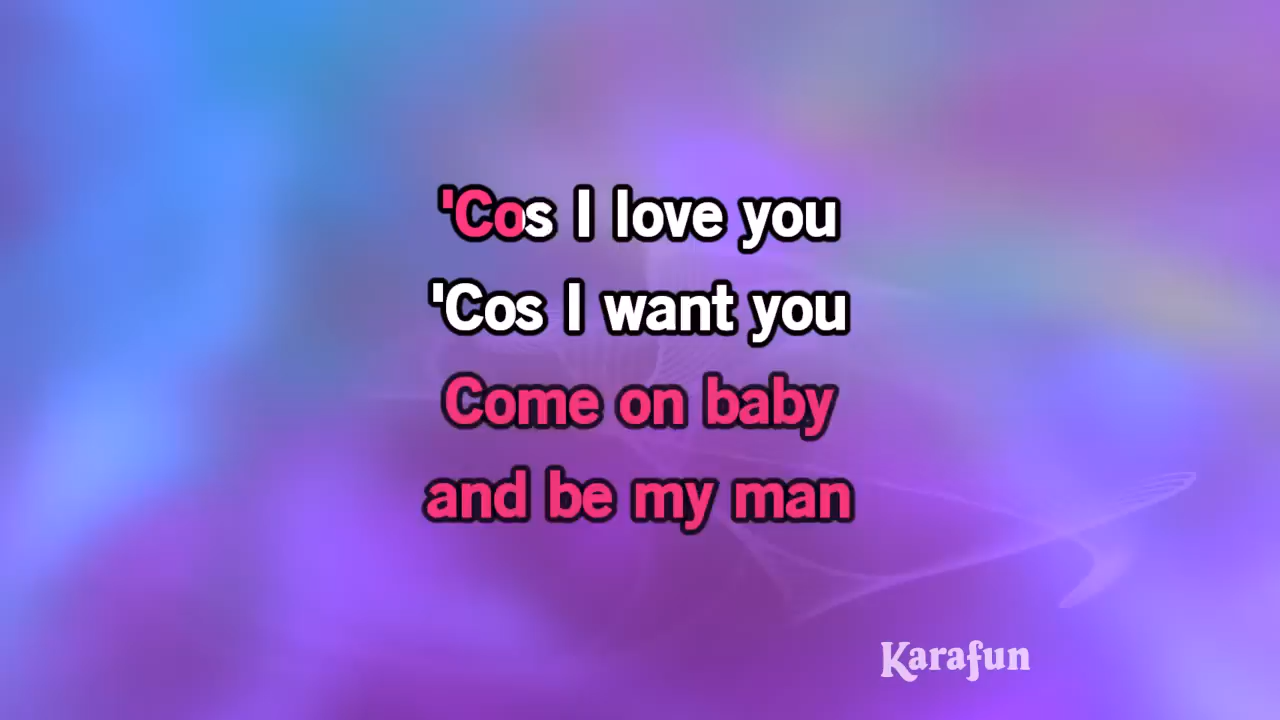 'Cos I love you
'Cos I want you
Come on baby
and be my man
Karafun